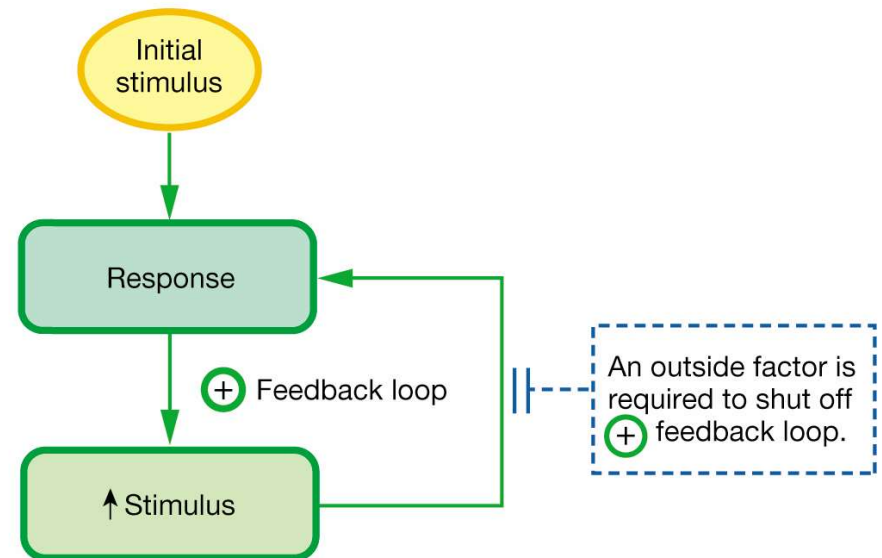 Initial
stimulus
Response
+ Feedback loop
↑ Stimulus
An outside factor is
required to shut off
+ feedback loop.